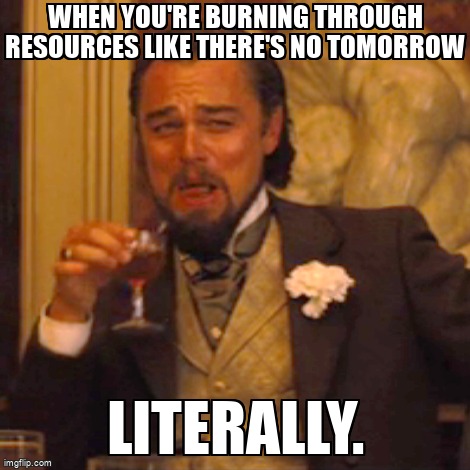 WHEN YOU'RE BURNING THROUGH
RESOURCES LIKE THERE'S NO TOMORROW
LITERALLY.
imgflip.com